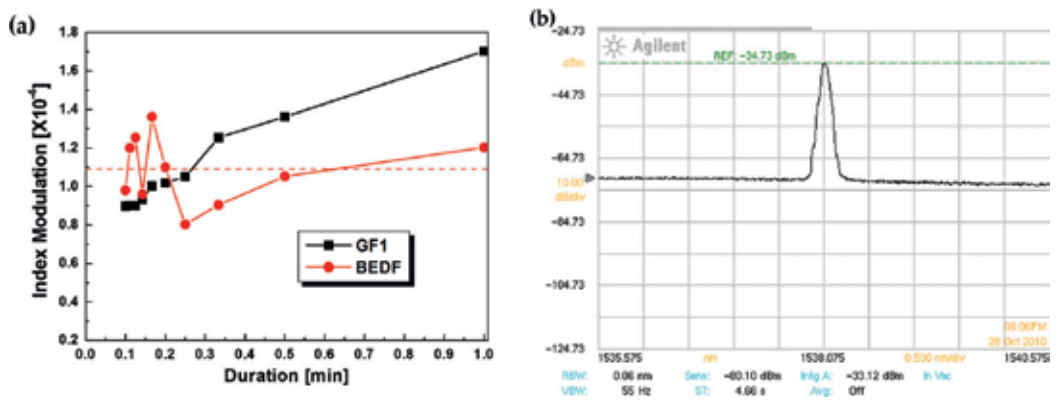 (a)
Index Modulation [X10⁻⁴]
1.8
1.6
1.4
1.2
1.0
0.8
0.6
0.4
0.2
GF1
BEDF
0.0 0.1 0.2 0.3 0.4 0.5 0.6 0.7 0.8 0.9 1.0
Duration [min]
(b)
Agilent
REF: -34.73 dBm
-24.73
dBm
-44.73
-64.73
10.00
dB/div
-84.73
-104.73
-124.73
06:06PM
28 Oct 2010
1535.575 nm 1538.075 0.500 nm/div 1540.575
RBW: 0.06 nm Sens: -80.10 dBm Intg A: -33.12 dBm In Vac
VBW: 55 Hz ST: 4.66 s Avg: Off